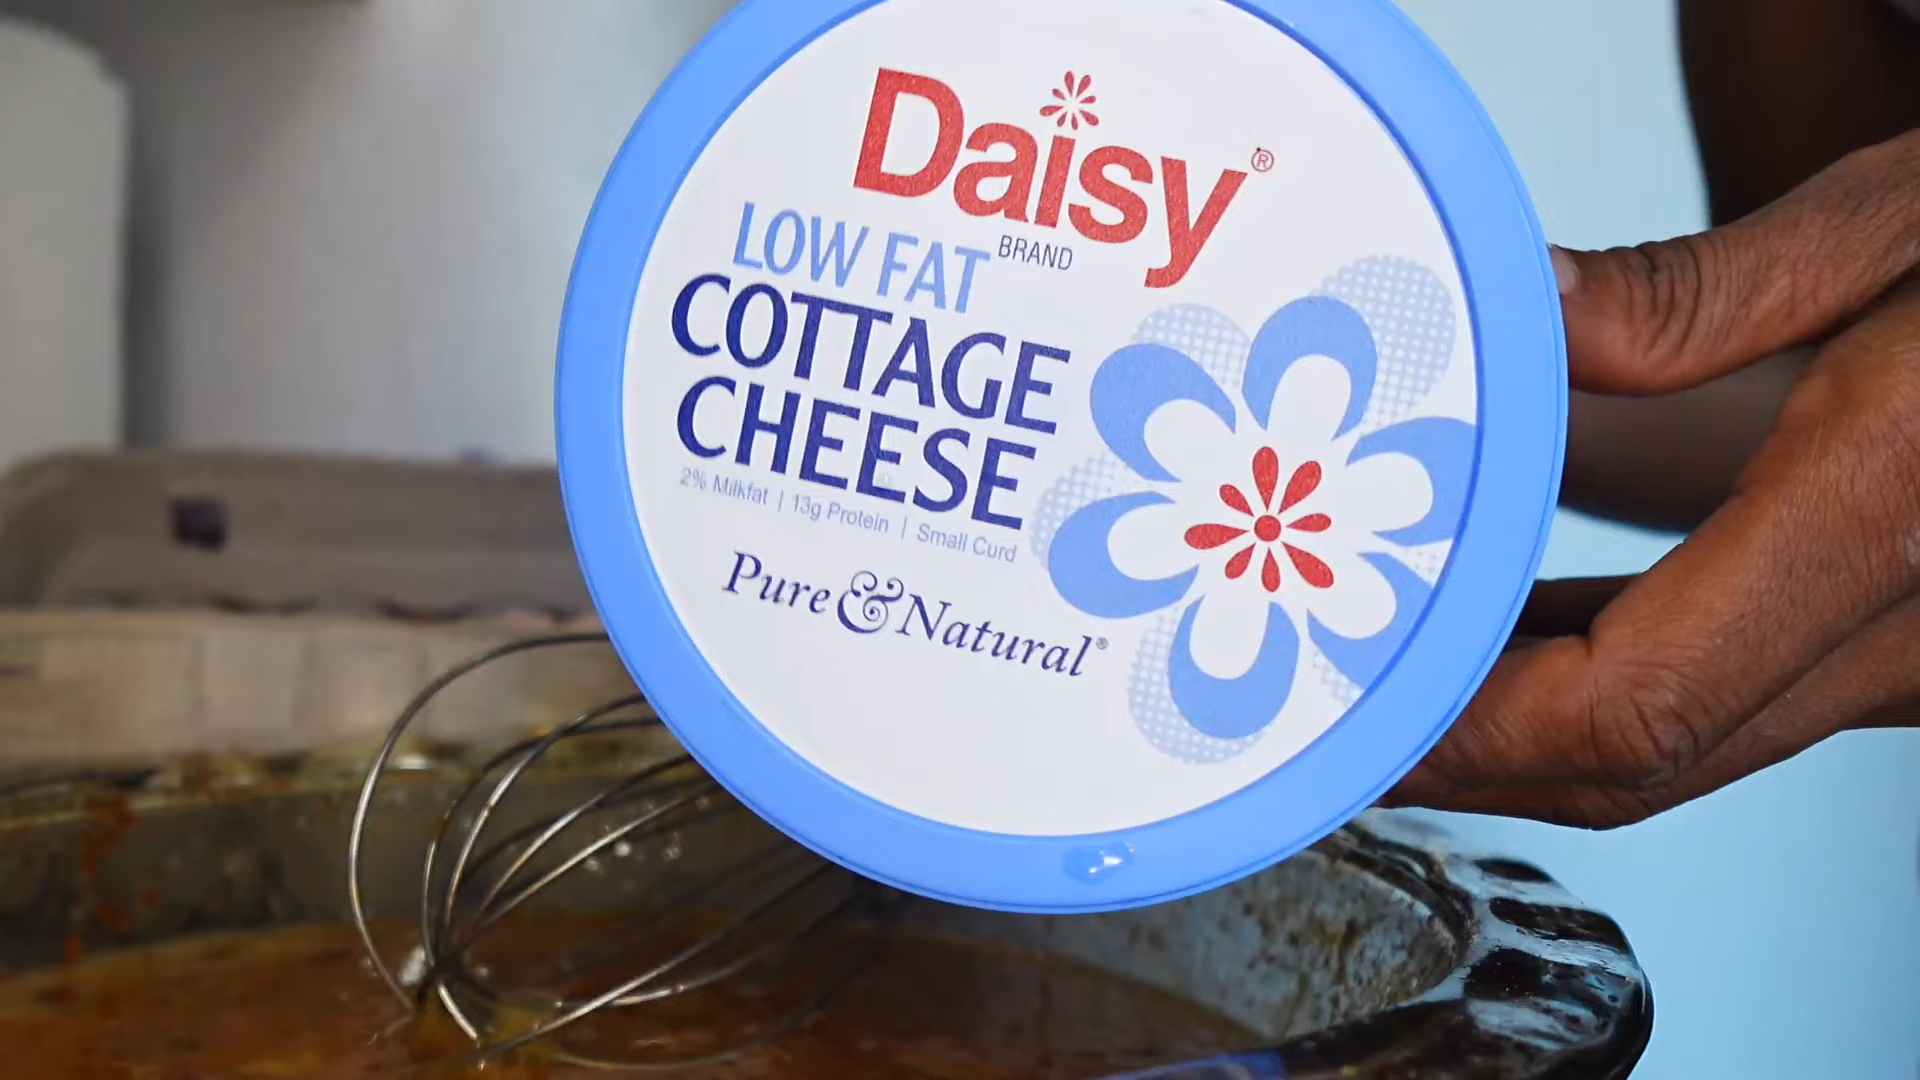 Daisy®
BRAND
LOW FAT
COTTAGE
CHEESE
2% Milkfat | 13g Protein | Small Curd
Pure & Natural®